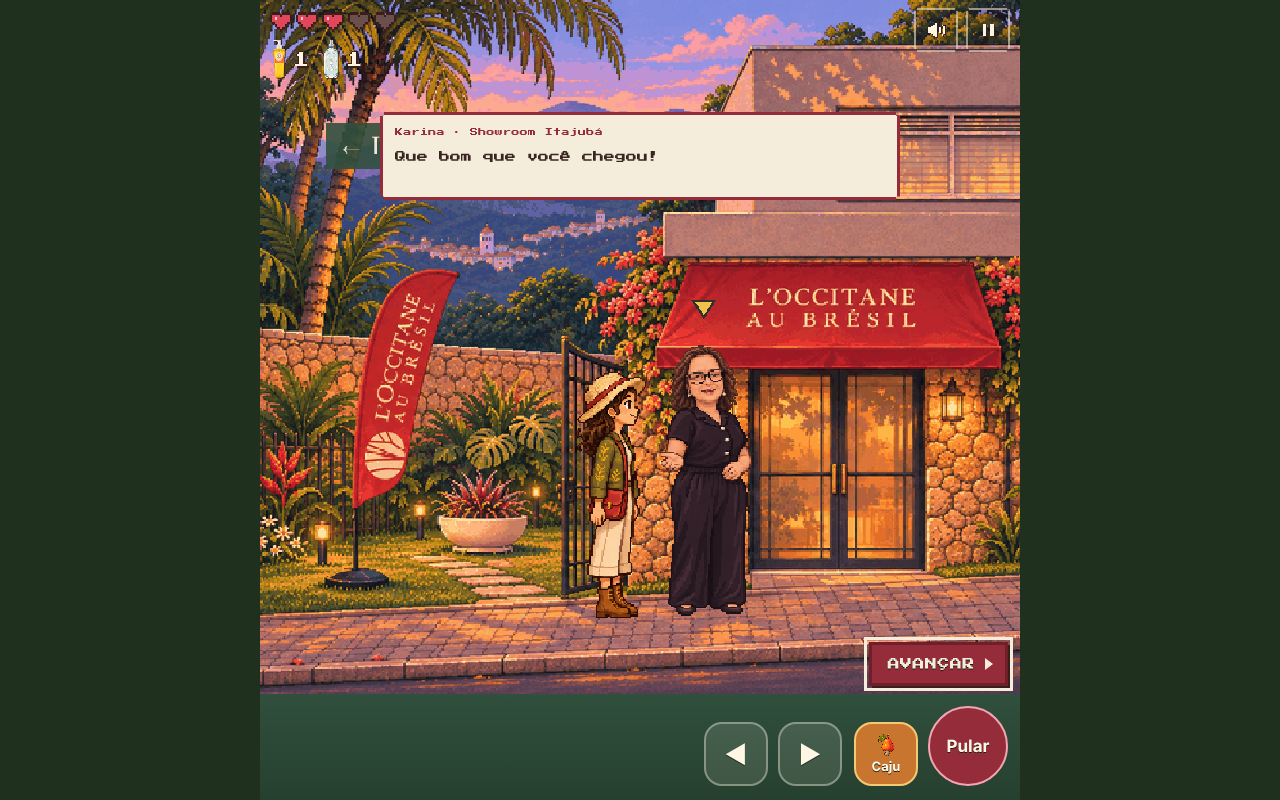 1
1
←
Karina · Showroom Itajubá
Que bom que você chegou!
L'OCCITANE
AU BRÉSIL
L'OCCITANE
AU BRÉSIL
AVANÇAR
Caju
Pular